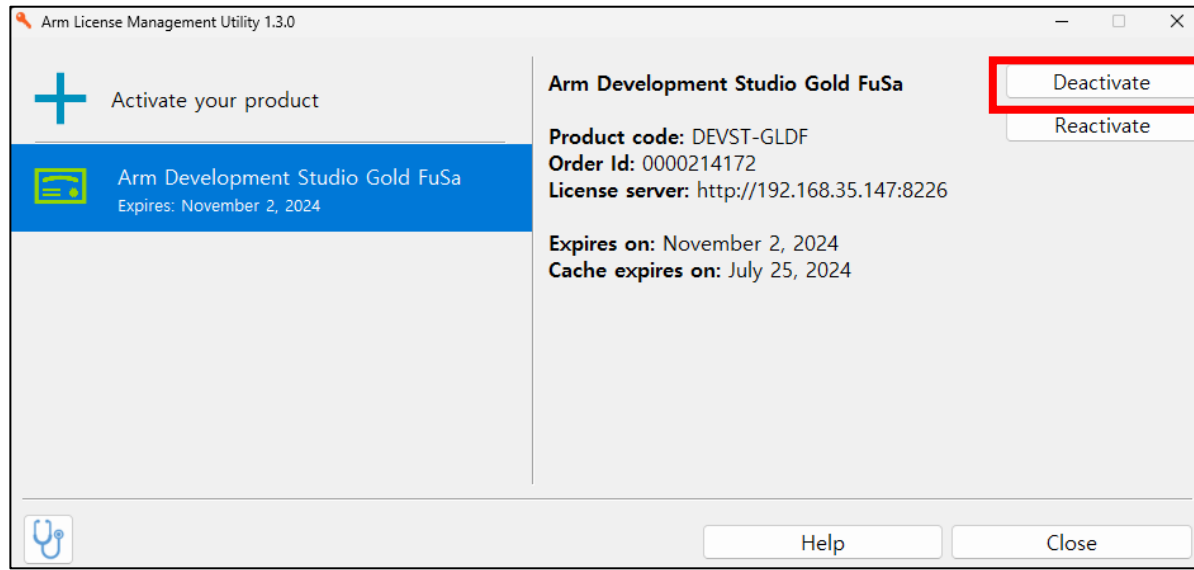 Arm License Management Utility 1.3.0
Activate your product
Arm Development Studio Gold FuSa
Expires: November 2, 2024
Arm Development Studio Gold FuSa
Product code: DEVST-GLDF
Order Id: 0000214172
License server: http://192.168.35.147:8226
Expires on: November 2, 2024
Cache expires on: July 25, 2024
Deactivate
Reactivate
Help
Close